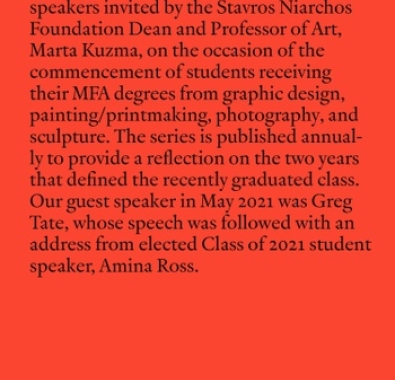 speakers invited by the Stavros Niarchos
Foundation Dean and Professor of Art,
Marta Kuzma, on the occasion of the
commencement of students receiving
their MFA degrees from graphic design,
painting/printmaking, photography, and
sculpture. The series is published annual-
ly to provide a reflection on the two years
that defined the recently graduated class.
Our guest speaker in May 2021 was Greg
Tate, whose speech was followed with an
address from elected Class of 2021 student
speaker, Amina Ross.